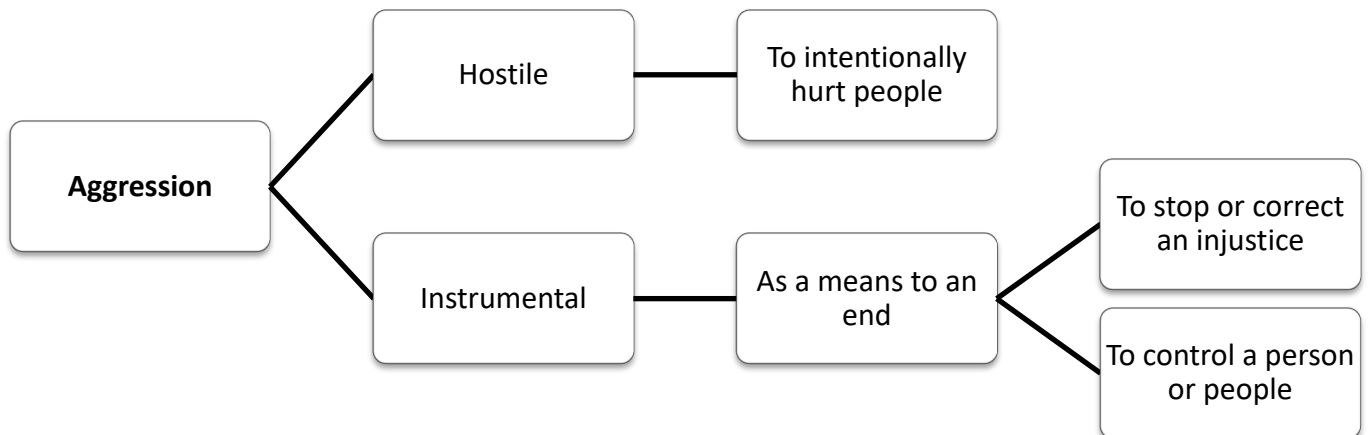 Hostile
To intentionally
hurt people
Aggression
Instrumental
As a means to an
end
To stop or correct
an injustice
To control a person
or people